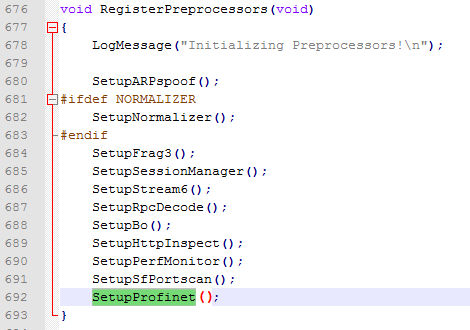 676 void RegisterPreprocessors(void)
677 {
678     LogMessage("Initializing Preprocessors!\n");
679
680     SetupARPspoof();
681 #ifdef NORMALIZER
682     SetupNormalizer();
683 #endif
684     SetupFrag3();
685     SetupSessionManager();
686     SetupStream6();
687     SetupRpcDecode();
688     SetupBo();
689     SetupHttpInspect();
690     SetupPerfMonitor();
691     SetupSfPortscan();
692     SetupProfinet();
693 }